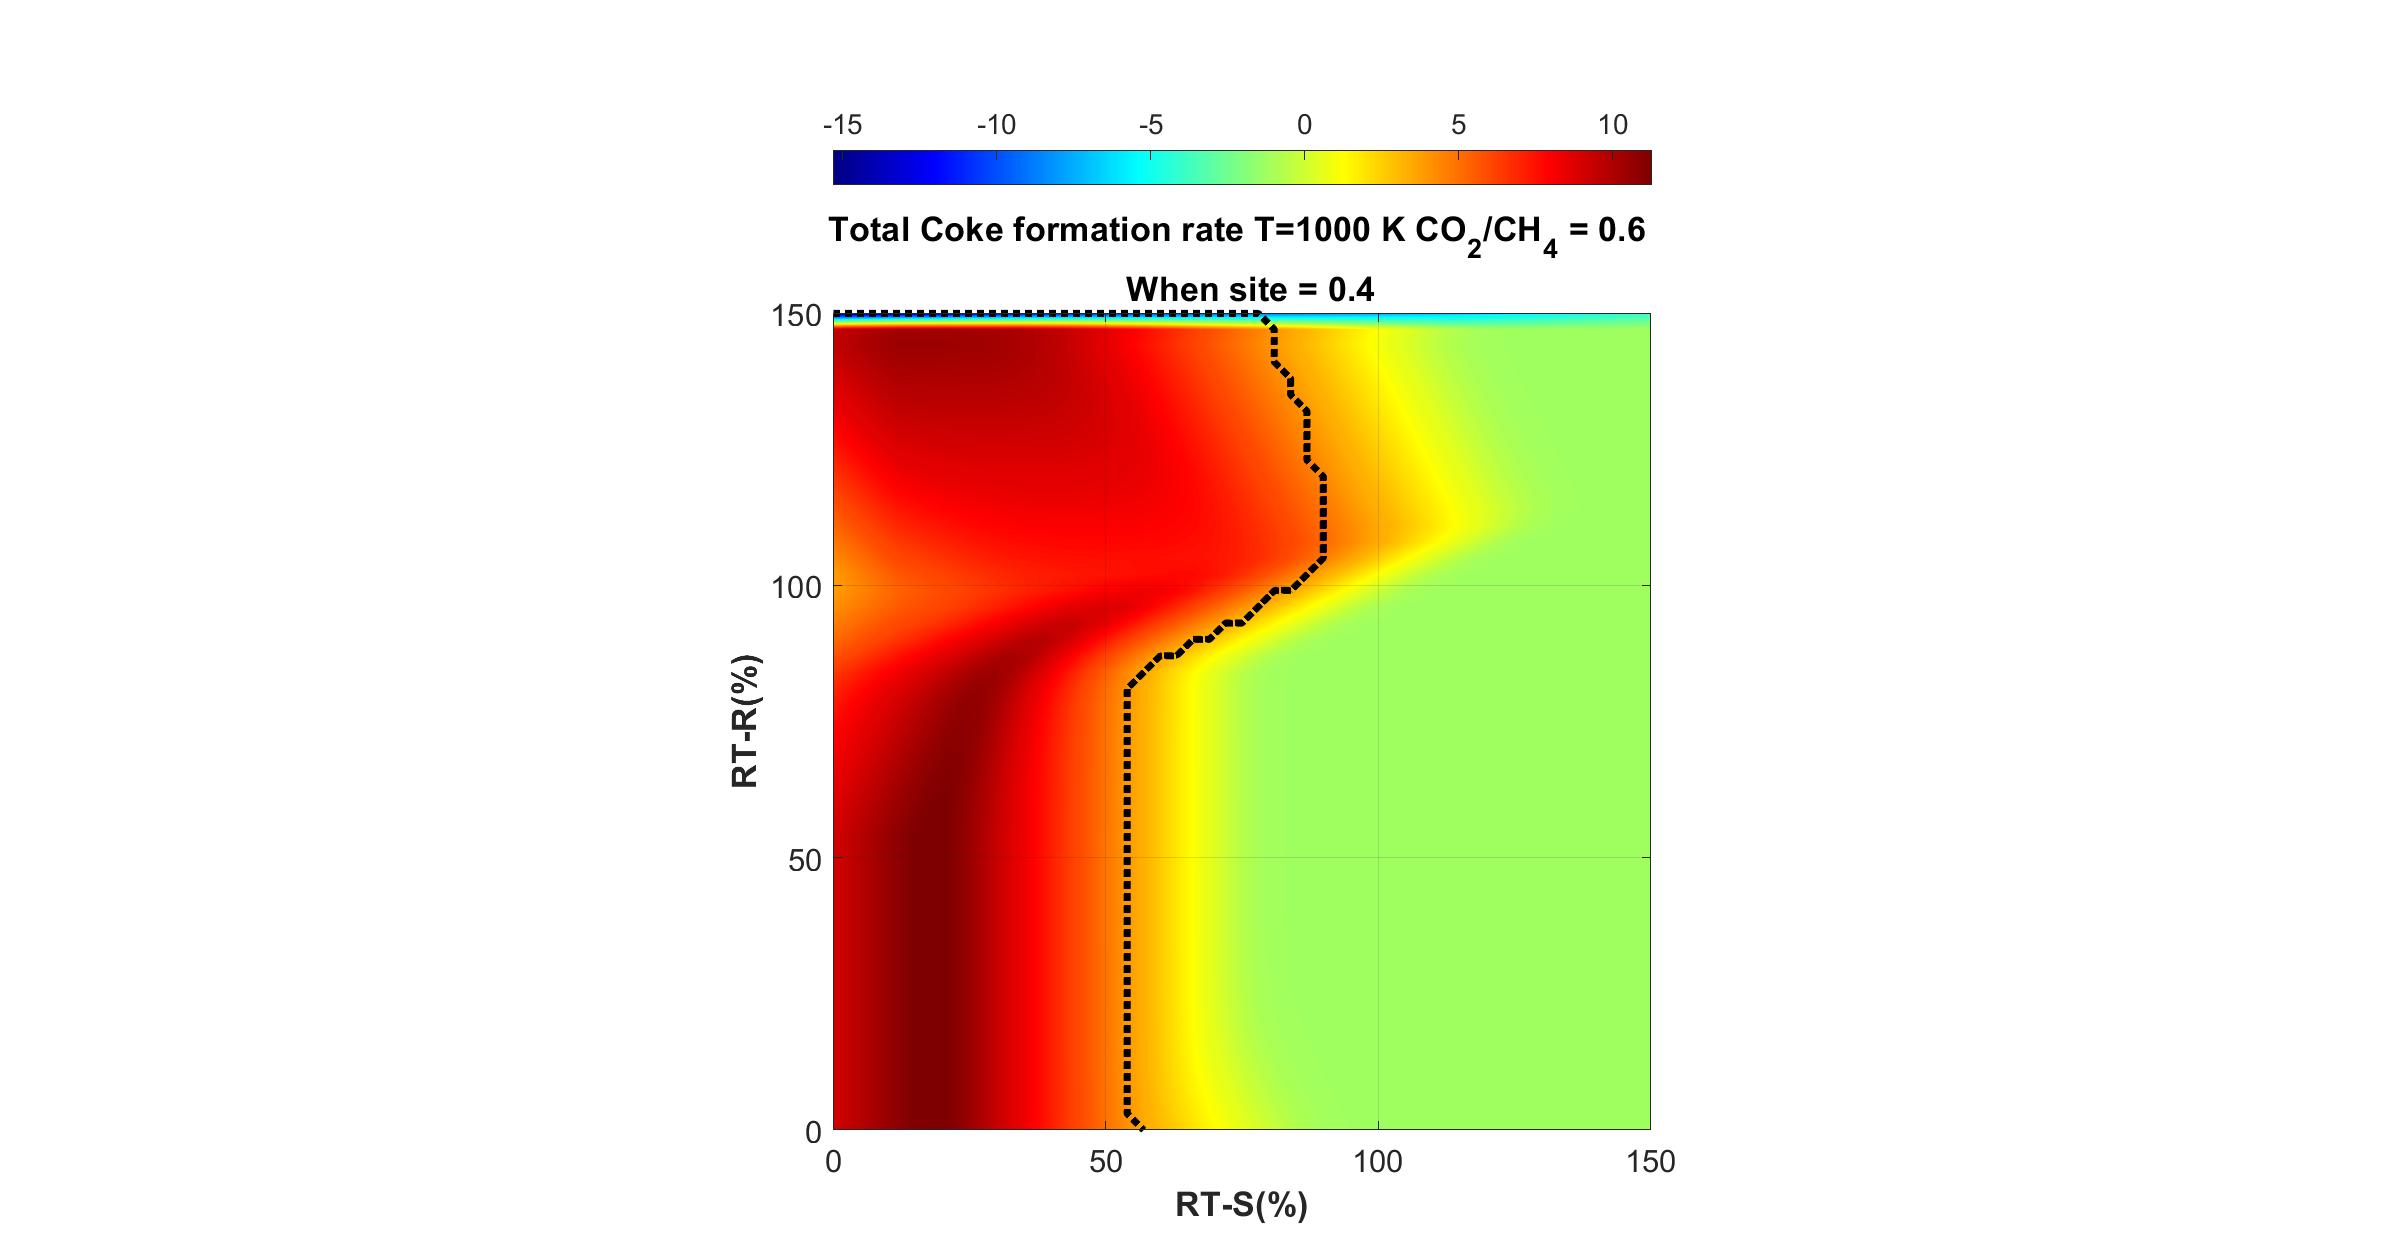 -15 -10 -5 0 5 10
Total Coke formation rate T=1000 K CO2/CH4 = 0.6
When site = 0.4
150
100
50
0
RT-R(%)
0 50 100 150
RT-S(%)